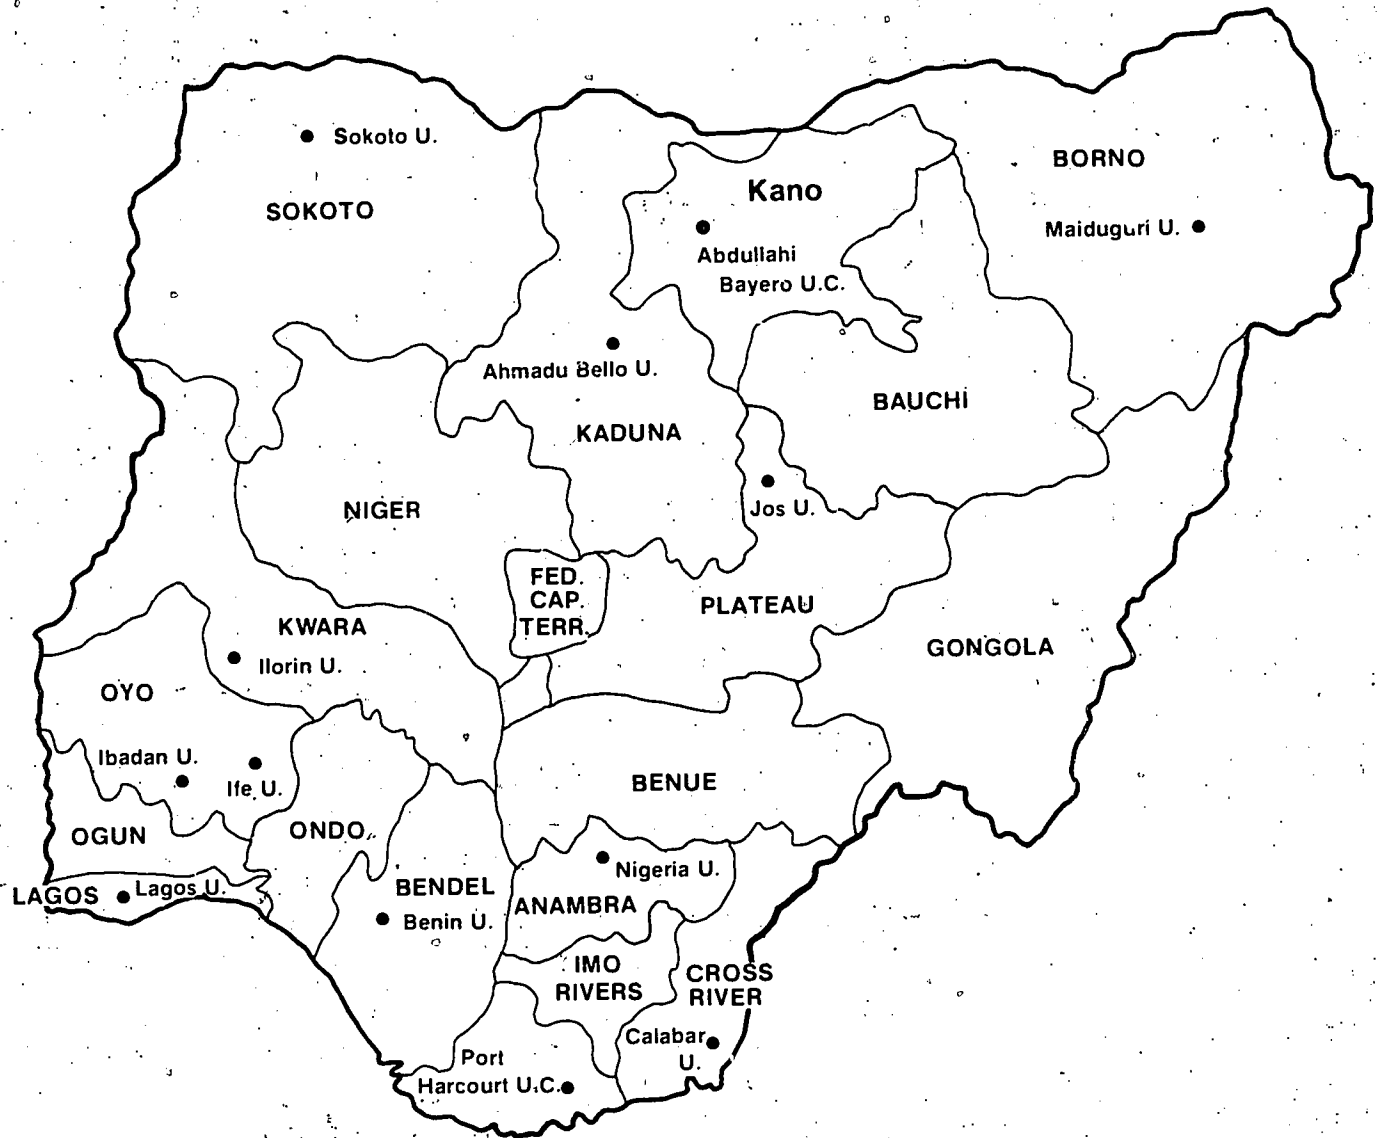 Sokoto U.
SOKOTO
Kano
Abdullahi
Bayero U.C.
BORNO
Maiduguri U.
Ahmadu Bello U.
KADUNA
BAUCHI
NIGER
Jos U.
FED.
CAP.
TERR.
PLATEAU
KWARA
Ilorin U.
GONGOLA
OYO
Ibadan U.
Ife U.
BENUE
OGUN
ONDO
LAGOS
Lagos U.
BENDEL
Benin U.
Nigeria U.
ANAMBRA
IMO
RIVERS
CROSS
RIVER
Calabar
U.
Port
Harcourt U.C.